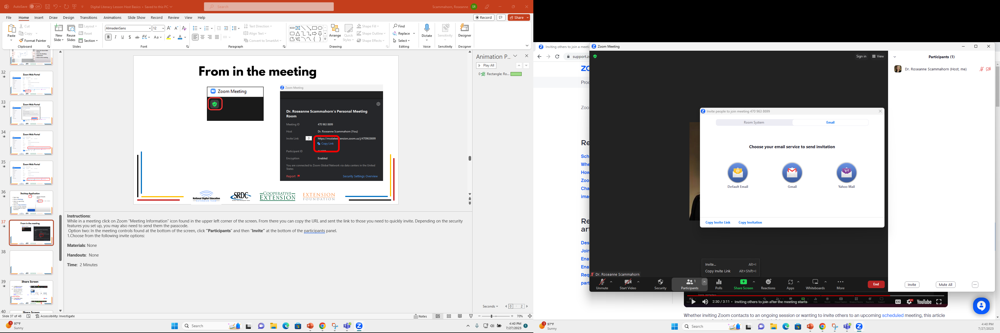 AutoSave Off Digital Literacy Lesson Host Basics • Saved to this PC Search Scammahorn, Roseanne SR
File Home Insert Draw Design Transitions Animations Slide Show Record Review View Help Record Share
Paste Cut Copy Format Painter Clipboard
New Slide Reuse Slides Layout Reset Section Slides
AlmadenSans 12
B I U S ab AV Aa A
Font
Text Direction
Align Text
Convert to SmartArt
Paragraph
Arrange Quick Styles Shape Fill Shape Outline Shape Effects Drawing
Find
Replace
Select
Editing
Dictate Voice Sensitivity Sensitivity Designer Designer
32 Zoom Web Portal
33 Zoom Web Portal
34 Zoom Web Portal
35 Zoom Web Portal
36 Desktop Application
37 From in the meeting
38
39 Share Screen
40 Share Screen
From in the meeting
Zoom Meeting
Zoom Meeting
Dr. Roseanne Scammahorn's Personal Meeting
Room
Meeting ID 470 963 8699
Host Dr. Roseanne Scammahorn (You)
Invite Link 0 https://msstateextension.zoom.us/j/4709638699
Copy Link
Participant ID
Encryption Enabled
You are connected to Zoom Global Network via data centers in the United
States
Report Security Settings Overview
National Digital Education
EXTENSION TEAM
SRDC
COOPERATIVE
EXTENSION
EXTENSION
FOUNDATION
Animation P...
Play All
0 Rectangle: Ro...
Seconds 0 2
Instructions:
While in a meeting click on Zoom “Meeting Information” icon found in the upper left corner of the screen. From there you can copy the URL and sent the link to those you need to quickly invite. Depending on the security
features you set up, you may also need to send them the passcode.
Option two: In the meeting controls found at the bottom of the screen, click “Participants” and then “Invite” at the bottom of the participants panel.
1.Choose from the following invite options:
Materials: None
Handouts: None
Time: 2 Minutes
Slide 37 of 48 Accessibility: Investigate Notes 70%
1 97°F
Sunny
Search
4:40 PM
7/27/2023
1
Inviting others to join a meeti
support.z
Proc
Zoo
Re
Sch
Whe
How
Zoo
Cha
ima
Re
art
Des
Join
Ena
Ena
Req
part
Zoom Meeting
Sign in View
Participants (1)
Dr. Roseanne Scammahorn (Host, me)
Invite people to join meeting 470 963 8699
Room System Email
Choose your email service to send invitation
Default Email Gmail Yahoo Mail
Copy Invite Link Copy Invitation
Invite... Alt+I
Copy Invite Link Alt+Shift+I
Dr. Roseanne Scammahorn
Unmute Start Video Security Participants 1 Polls Share Screen Reactions Apps Whiteboards More End
Invite Mute All ...
2:30 / 3:11 • Inviting others to join after the meeting starts CC HD YouTube
Whether inviting Zoom contacts to an ongoing session or wanting to invite others to an upcoming scheduled meeting, this article
1 97°F
Sunny
Search
4:40 PM
7/27/2023